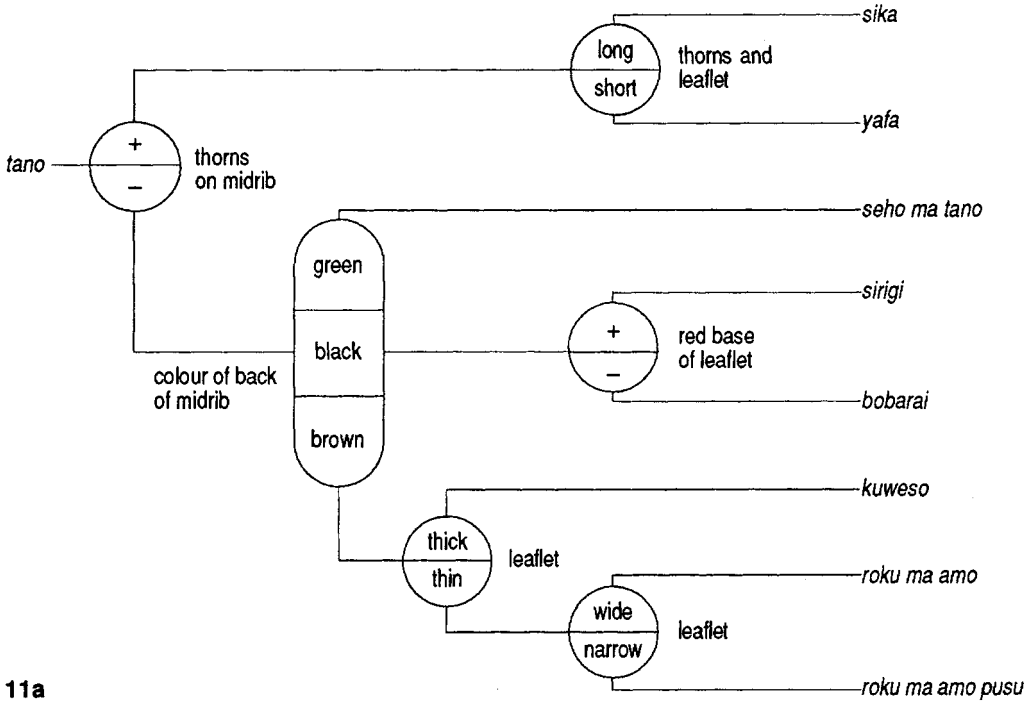 sika
long
short
thorns and
leaflet
yafa
tano
+
–
thorns
on midrib
seho ma tano
green
black
brown
colour of back
of midrib
sirigi
+
–
red base
of leaflet
bobarai
kuweso
thick
thin
leaflet
roku ma amo
wide
narrow
leaflet
roku ma amo pusu
11a